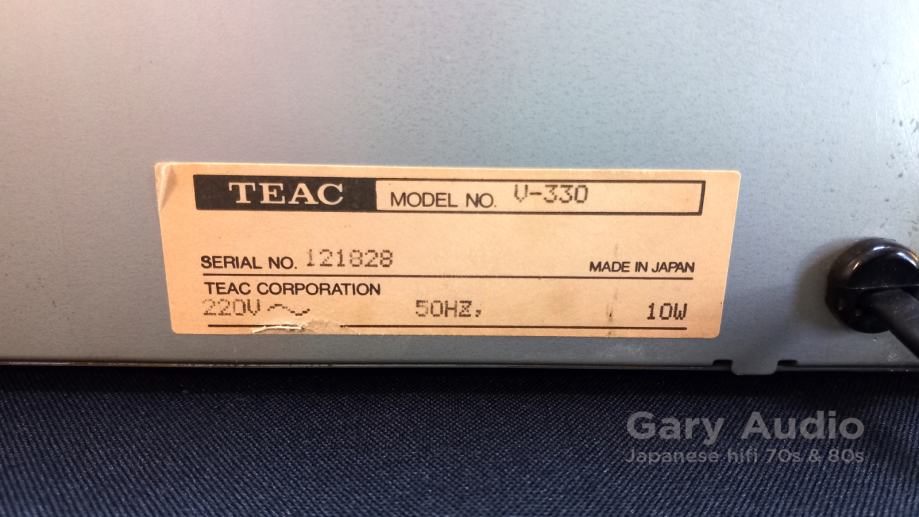 TEAC MODEL NO. V-330
SERIAL NO. 121828 MADE IN JAPAN
TEAC CORPORATION
220V ~ 50HZ, 10W
Gary Audio
Japanese hifi 70s & 80s